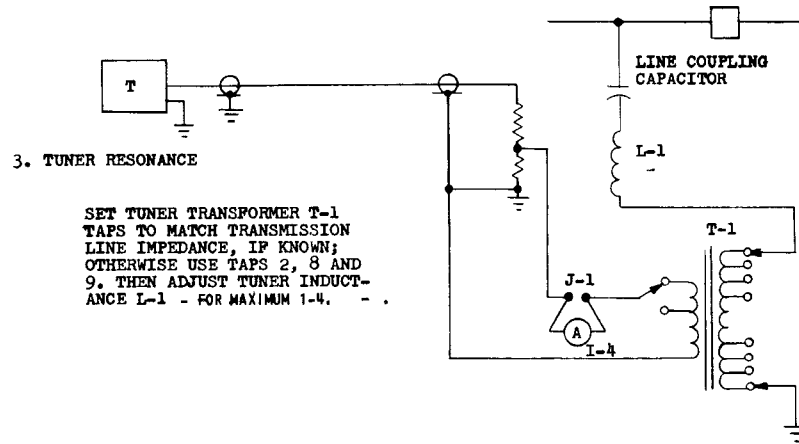 LINE COUPLING
CAPACITOR
T
L-1
3. TUNER RESONANCE
SET TUNER TRANSFORMER T-1
TAPS TO MATCH TRANSMISSION
LINE IMPEDANCE, IF KNOWN;
OTHERWISE USE TAPS 2, 8 AND
9. THEN ADJUST TUNER INDUCT-
ANCE L-1 - FOR MAXIMUM 1-4. - .
T-1
J-1
A
I-4